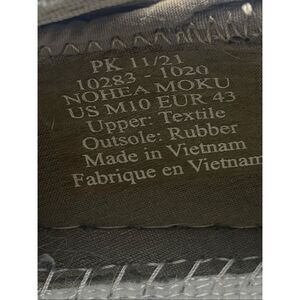 PK 11/21
10283 - 1020
NOHEA MOKU
US M10 EUR 43
Upper: Textile
Outsole: Rubber
Made in Vietnam
Fabrique en Vietnam